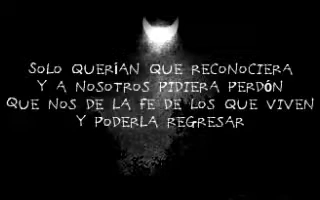 SOLO QUERÍAN QUE RECONOCIERA
Y A NOSOTROS PIDIERA PERDÓN
QUE NOS DE LA FE DE LOS QUE VIVEN
Y PODERLA REGRESAR